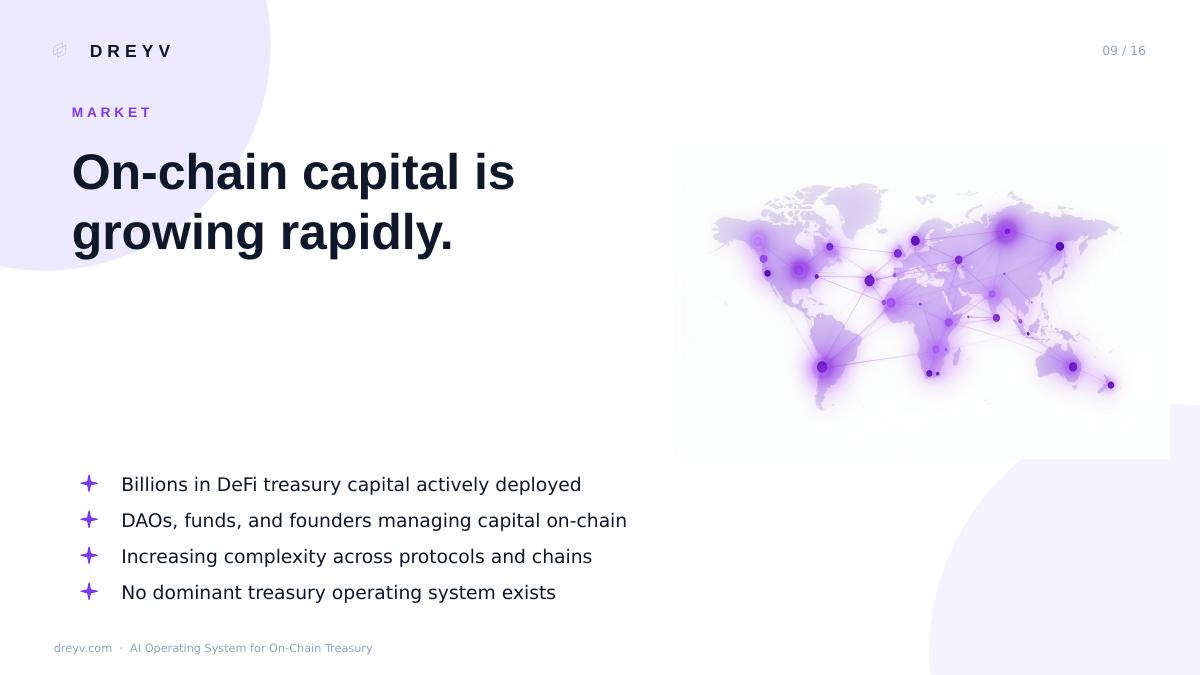 DREYV
09 / 16
MARKET
On-chain capital is
growing rapidly.
Billions in DeFi treasury capital actively deployed
DAOs, funds, and founders managing capital on-chain
Increasing complexity across protocols and chains
No dominant treasury operating system exists
dreyv.com · AI Operating System for On-Chain Treasury